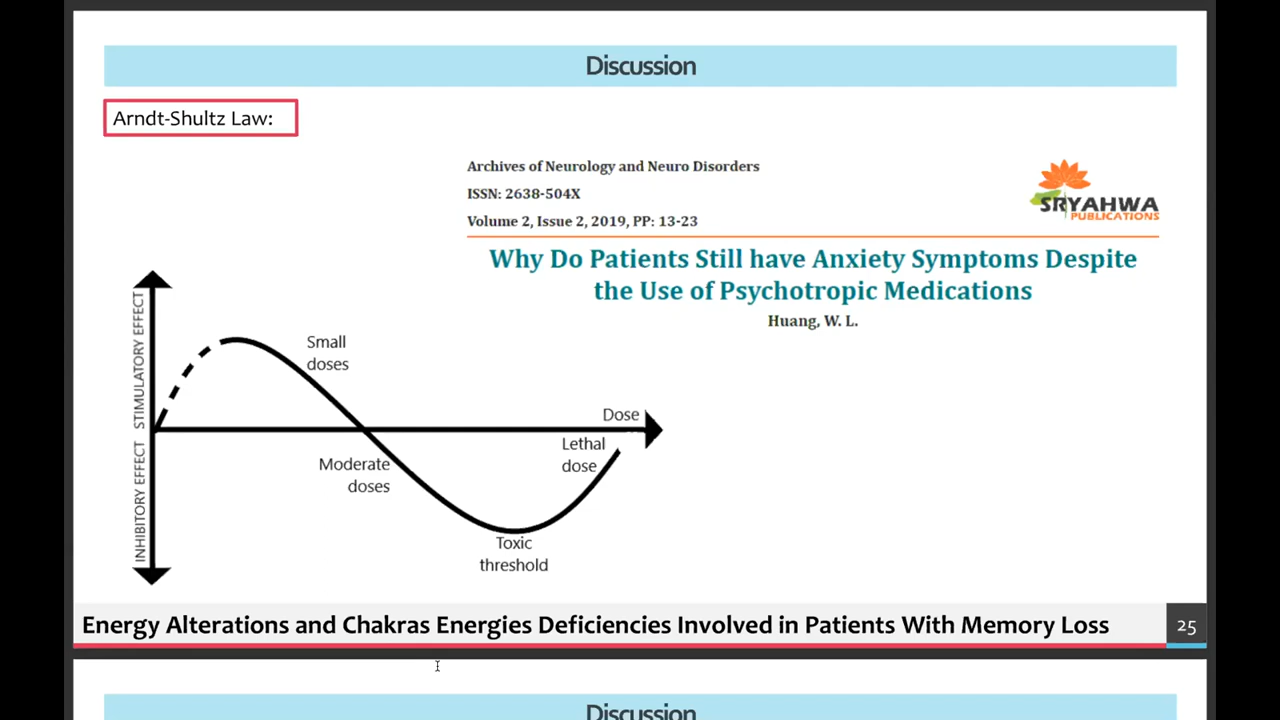 Discussion
Arndt-Shultz Law:
Archives of Neurology and Neuro Disorders
ISSN: 2638-504X
Volume 2, Issue 2, 2019, PP: 13-23
SRYAHWA
PUBLICATIONS
Why Do Patients Still have Anxiety Symptoms Despite
the Use of Psychotropic Medications
Huang, W. L.
STIMULATORY EFFECT
INHIBITORY EFFECT
Small
doses
Dose
Moderate
doses
Lethal
dose
Toxic
threshold
Energy Alterations and Chakras Energies Deficiencies Involved in Patients With Memory Loss
25
Discussion